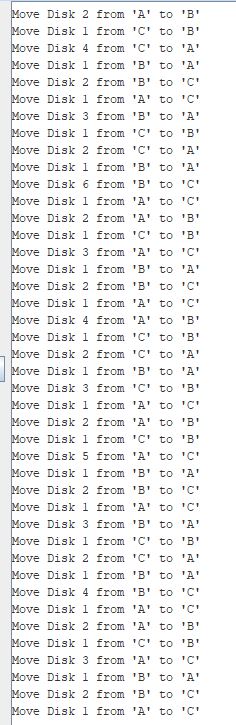 Move Disk 2 from 'A' to 'B'
Move Disk 1 from 'C' to 'B'
Move Disk 4 from 'C' to 'A'
Move Disk 1 from 'B' to 'A'
Move Disk 2 from 'B' to 'C'
Move Disk 1 from 'A' to 'C'
Move Disk 3 from 'B' to 'A'
Move Disk 1 from 'C' to 'B'
Move Disk 2 from 'C' to 'A'
Move Disk 1 from 'B' to 'A'
Move Disk 6 from 'B' to 'C'
Move Disk 1 from 'A' to 'C'
Move Disk 2 from 'A' to 'B'
Move Disk 1 from 'C' to 'B'
Move Disk 3 from 'A' to 'C'
Move Disk 1 from 'B' to 'A'
Move Disk 2 from 'B' to 'C'
Move Disk 1 from 'A' to 'C'
Move Disk 4 from 'A' to 'B'
Move Disk 1 from 'C' to 'B'
Move Disk 2 from 'C' to 'A'
Move Disk 1 from 'B' to 'A'
Move Disk 3 from 'C' to 'B'
Move Disk 1 from 'A' to 'C'
Move Disk 2 from 'A' to 'B'
Move Disk 1 from 'C' to 'B'
Move Disk 5 from 'A' to 'C'
Move Disk 1 from 'B' to 'A'
Move Disk 2 from 'B' to 'C'
Move Disk 1 from 'A' to 'C'
Move Disk 3 from 'B' to 'A'
Move Disk 1 from 'C' to 'B'
Move Disk 2 from 'C' to 'A'
Move Disk 1 from 'B' to 'A'
Move Disk 4 from 'B' to 'C'
Move Disk 1 from 'A' to 'C'
Move Disk 2 from 'A' to 'B'
Move Disk 1 from 'C' to 'B'
Move Disk 3 from 'A' to 'C'
Move Disk 1 from 'B' to 'A'
Move Disk 2 from 'B' to 'C'
Move Disk 1 from 'A' to 'C'